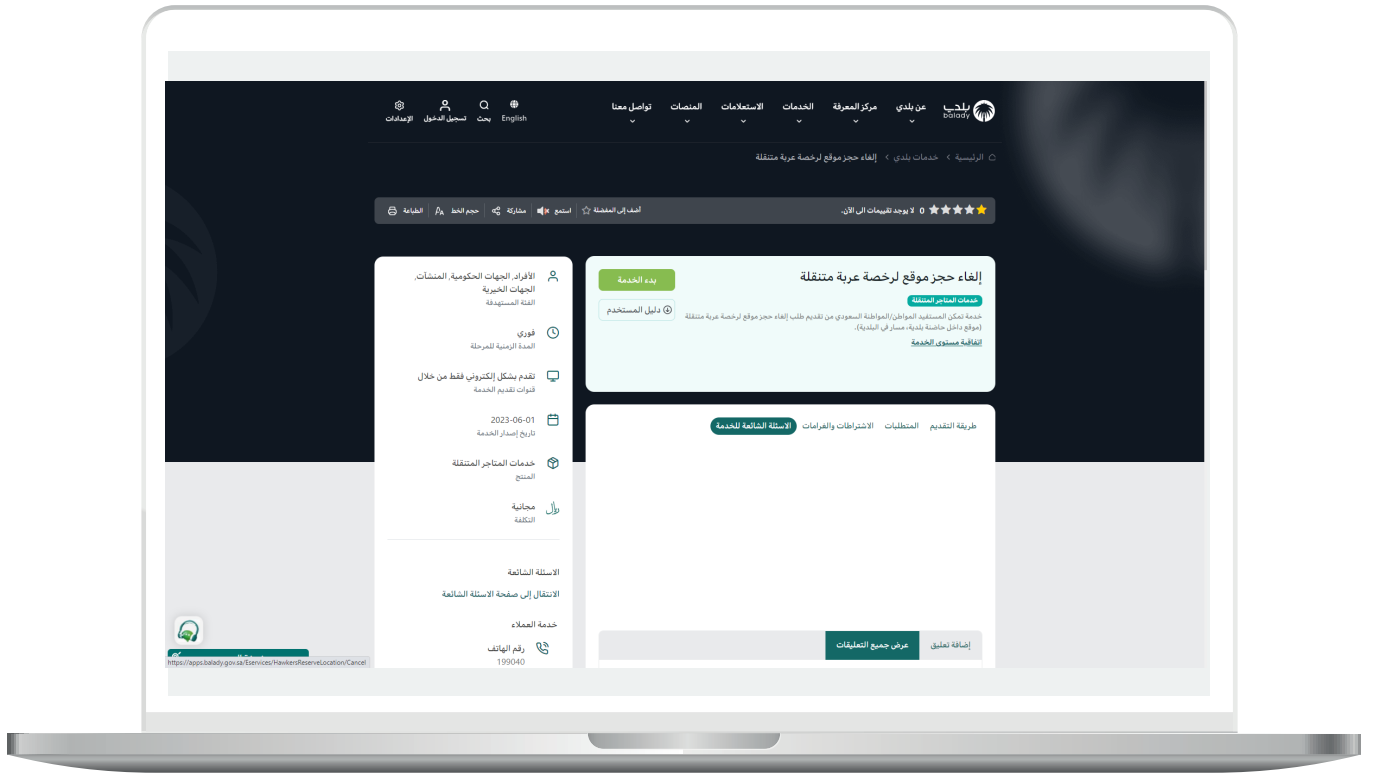 بلدي
balady
عن بلدي
مركز المعرفة
الخدمات
الاستعلامات
المنصات
تواصل معنا
English
بحث
تسجيل الدخول
الإعدادات
الرئيسية > خدمات بلدي > إلغاء حجز موقع لرخصة عربة متنقلة
0 لا يوجد تقييمات الى الآن.
أضف إلى المفضلة
استمع
مشاركة
حجم الخط
الطباعة
إلغاء حجز موقع لرخصة عربة متنقلة
خدمات المتاجر المتنقلة
خدمة تمكن المستفيد المواطن/المواطنة السعودي من تقديم طلب إلغاء حجز موقع لرخصة عربة متنقلة
(موقع داخل حاضنة بلدية، مسار في البلدية).
اتفاقية مستوى الخدمة
بدء الخدمة
دليل المستخدم
الأفراد, الجهات الحكومية, المنشآت,
الجهات الخيرية
الفئة المستهدفة
فوري
المدة الزمنية للمرحلة
تقدم بشكل إلكتروني فقط من خلال
قنوات تقديم الخدمة
2023-06-01
تاريخ إصدار الخدمة
خدمات المتاجر المتنقلة
المنتج
مجانية
التكلفة
الاسئلة الشائعة
الانتقال إلى صفحة الاسئلة الشائعة
خدمة العملاء
رقم الهاتف
199040
طريقة التقديم
المتطلبات
الاشتراطات والغرامات
الاسئلة الشائعة للخدمة
إضافة تعليق
عرض جميع التعليقات
https://apps.balady.gov.sa/Eservices/HawkersReserveLocation/Cancel